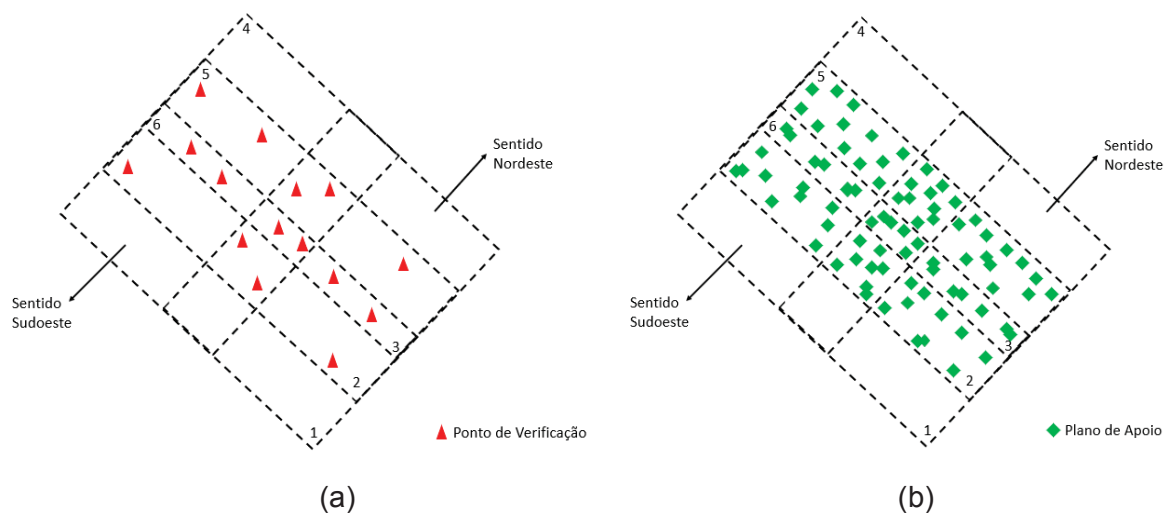 4
5
6
Sentido
Nordeste
Sentido
Sudoeste
3
2
1
Ponto de Verificação
(a)
4
5
6
Sentido
Nordeste
Sentido
Sudoeste
3
2
1
Plano de Apoio
(b)